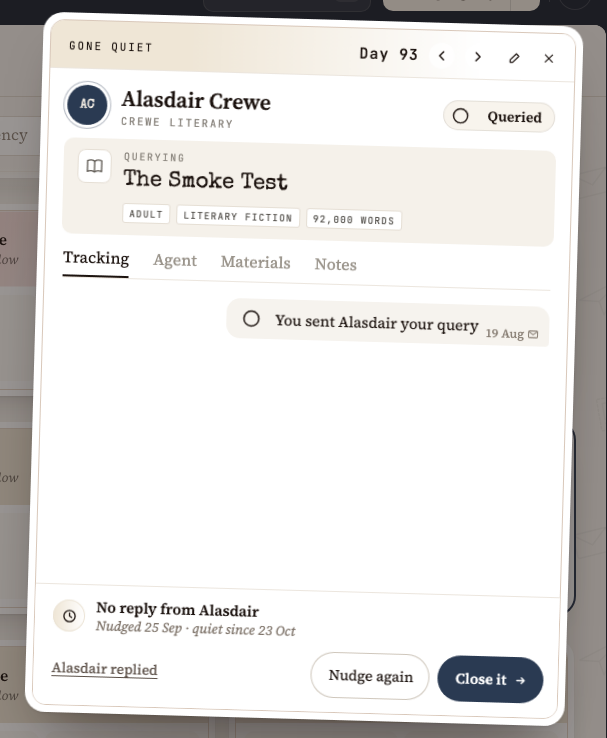 GONE QUIET
Day 93
AC
Alasdair Crewe
CREWE LITERARY
Queried
QUERYING
The Smoke Test
ADULT
LITERARY FICTION
92,000 WORDS
Tracking
Agent
Materials
Notes
You sent Alasdair your query
19 Aug
No reply from Alasdair
Nudged 25 Sep · quiet since 23 Oct
Alasdair replied
Nudge again
Close it →
ency